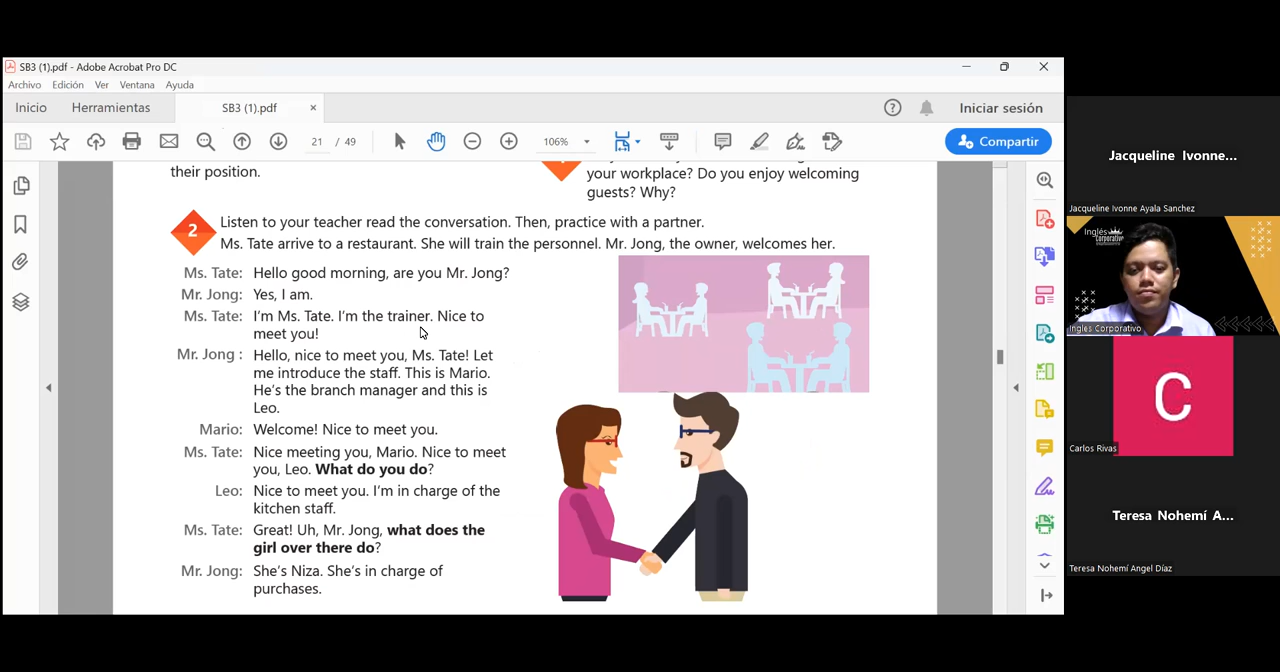 SB3 (1).pdf - Adobe Acrobat Pro DC
Archivo Edición Ver Ventana Ayuda
Inicio Herramientas SB3 (1).pdf × Iniciar sesión
21 / 49 106% Compartir
their position.
your workplace? Do you enjoy welcoming
guests? Why?
2
Listen to your teacher read the conversation. Then, practice with a partner.
Ms. Tate arrive to a restaurant. She will train the personnel. Mr. Jong, the owner, welcomes her.
Ms. Tate: Hello good morning, are you Mr. Jong?
Mr. Jong: Yes, I am.
Ms. Tate: I'm Ms. Tate. I'm the trainer. Nice to
meet you!
Mr. Jong : Hello, nice to meet you, Ms. Tate! Let
me introduce the staff. This is Mario.
He's the branch manager and this is
Leo.
Mario: Welcome! Nice to meet you.
Ms. Tate: Nice meeting you, Mario. Nice to meet
you, Leo. What do you do?
Leo: Nice to meet you. I'm in charge of the
kitchen staff.
Ms. Tate: Great! Uh, Mr. Jong, what does the
girl over there do?
Mr. Jong: She's Niza. She's in charge of
purchases.
Jacqueline Ivonne...
Jacqueline Ivonne Ayala Sanchez
Inglés
Corporativo
Ingles Corporativo
C
Carlos Rivas
Teresa Nohemí A...
Teresa Nohemí Angel Díaz